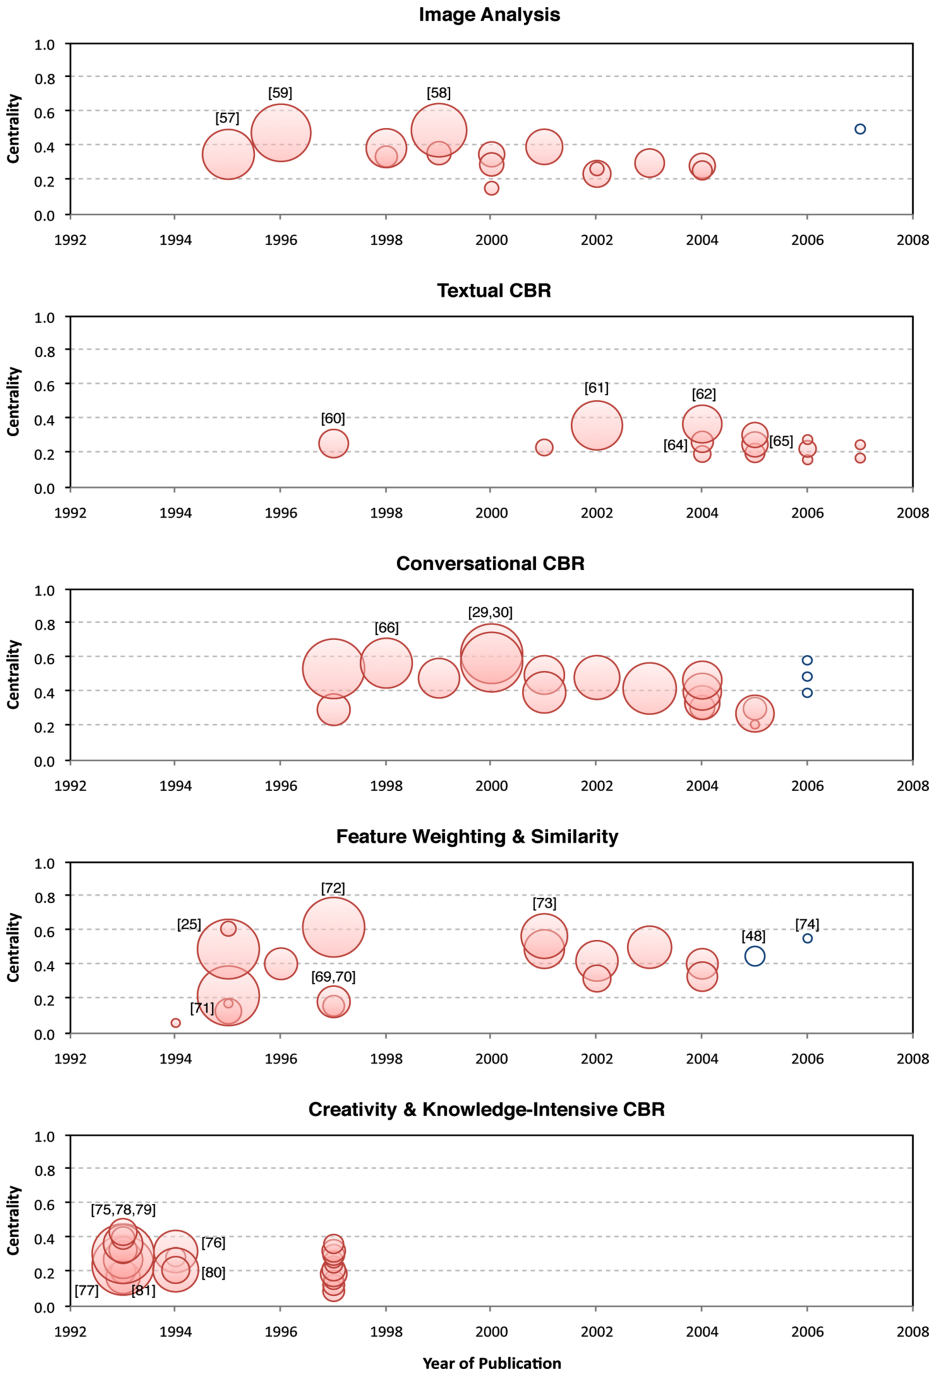 Image Analysis
1.0
0.8
[59] [58]
0.6
[57]
Centrality
0.4
0.2
0.0
1992 1994 1996 1998 2000 2002 2004 2006 2008
Textual CBR
1.0
0.8
0.6
[61] [62]
Centrality
0.4
[60]
[64] [65]
0.2
0.0
1992 1994 1996 1998 2000 2002 2004 2006 2008
Conversational CBR
1.0
0.8
[66] [29,30]
Centrality
0.6
0.4
0.2
0.0
1992 1994 1996 1998 2000 2002 2004 2006 2008
Feature Weighting & Similarity
1.0
0.8
[72] [73]
[25] [48] [74]
Centrality
0.6
0.4
[69,70]
0.2
[71]
0.0
1992 1994 1996 1998 2000 2002 2004 2006 2008
Creativity & Knowledge-Intensive CBR
1.0
0.8
0.6
[75,78,79]
Centrality
0.4
[76]
0.2
[80]
[77] [81]
0.0
1992 1994 1996 1998 2000 2002 2004 2006 2008
Year of Publication